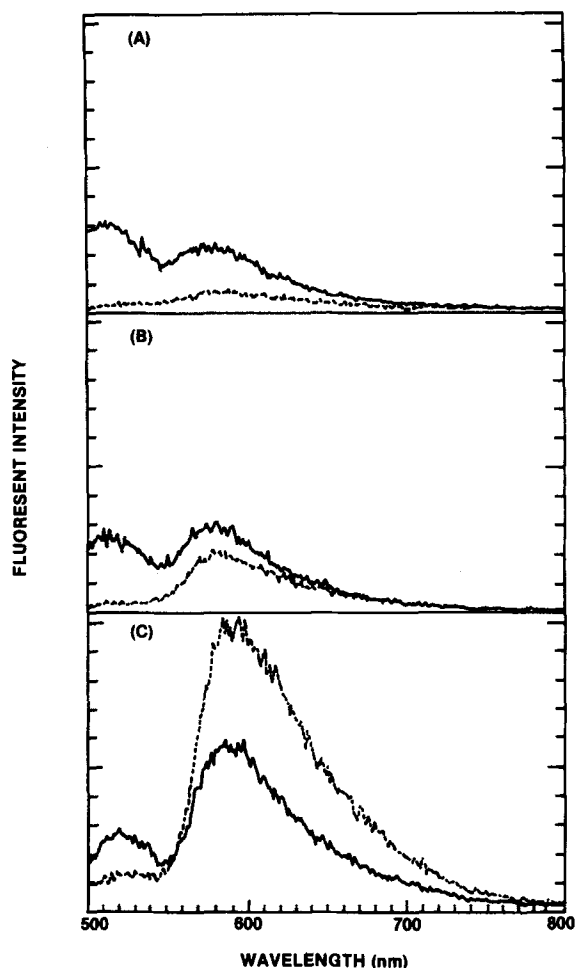 (A)
(B)
(C)
FLUORESENT INTENSITY
500 600 700 800
WAVELENGTH (nm)